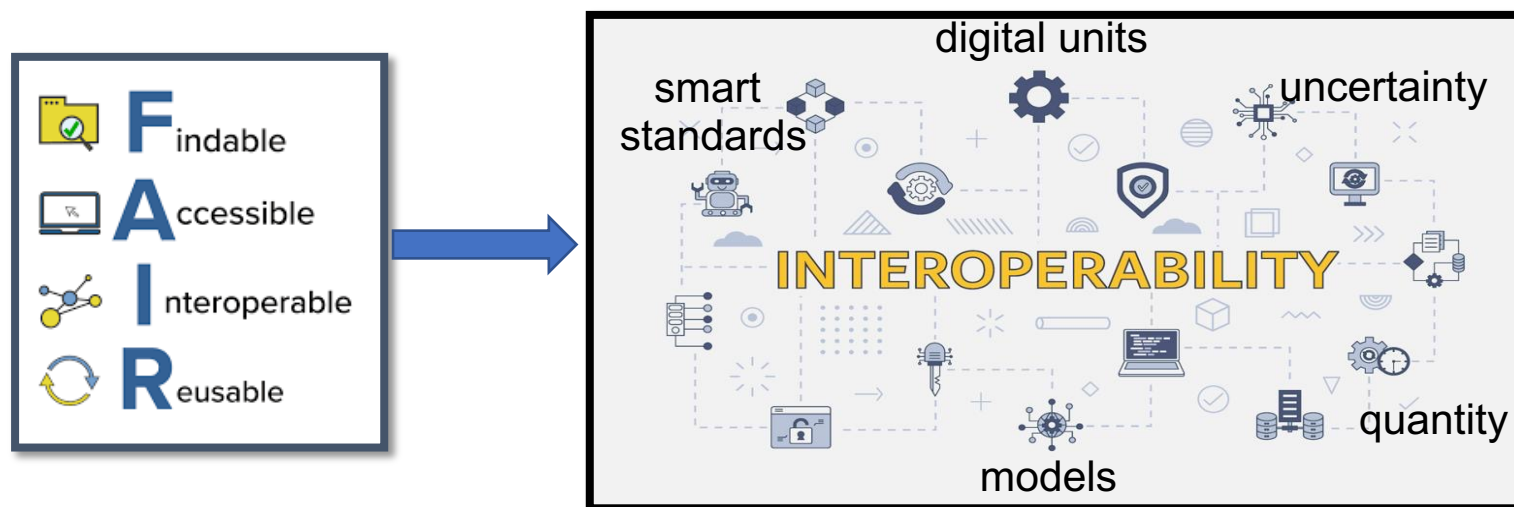 Findable
Accessible
Interoperable
Reusable
digital units
smart
standards
uncertainty
INTEROPERABILITY
quantity
models